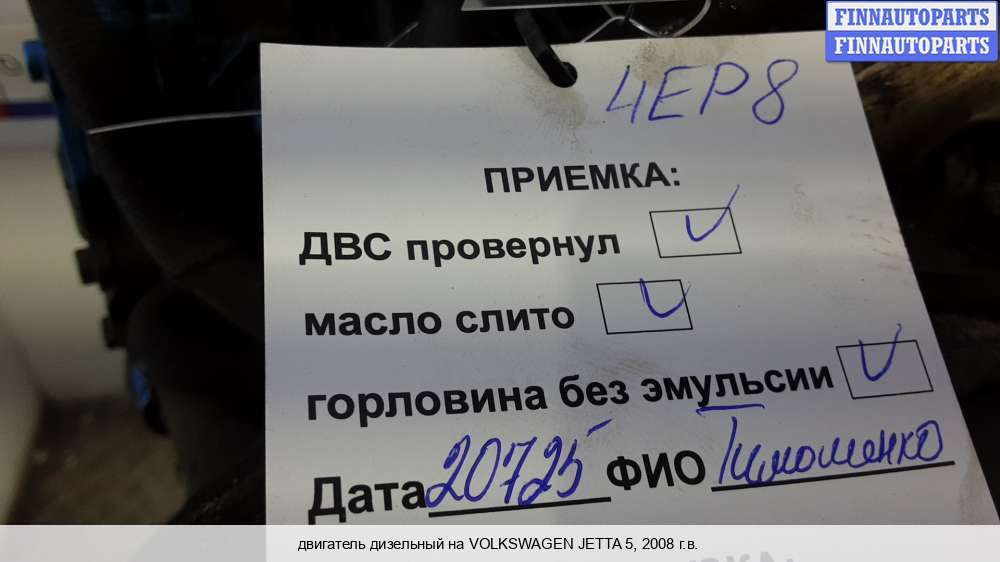 FINNAUTOPARTS
FINNAUTOPARTS
4EP8
ПРИЕМКА:
ДВС провернул
масло слито
горловина без эмульсии
Дата 20725 ФИО Тимошенко
двигатель дизельный на VOLKSWAGEN JETTA 5, 2008 г.в.